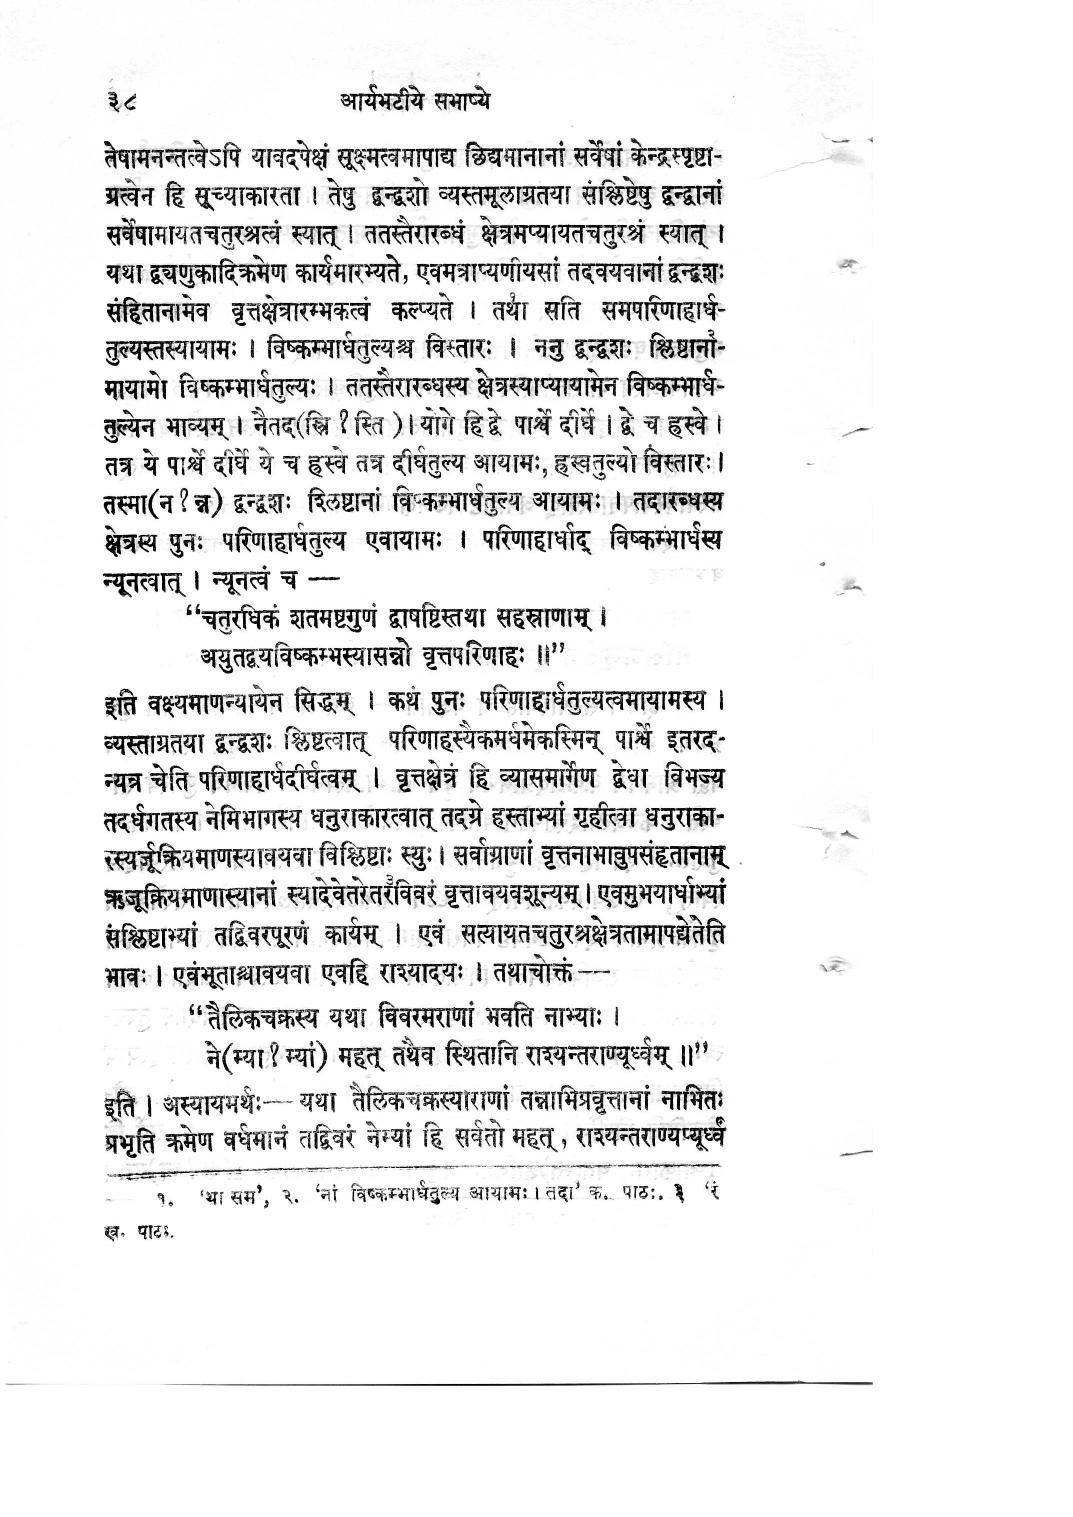 ३८ आर्यभटीये सभाष्ये
तेषामनन्तत्वेऽपि यावदपेक्षं सूक्ष्मत्वमापाद्य छिद्यमानानां सर्वेषां केन्द्रस्पृष्टा-
ग्रत्वेन हि सूच्याकारता । तेषु द्वन्द्वशो व्यस्तमूलाग्रतया संश्लिष्टेषु द्वन्द्वानां
सर्वेषामायतचतुरश्रत्वं स्यात् । ततस्तैरारब्धं क्षेत्रमप्यायतचतुरश्रं स्यात् ।
यथा द्व्यणुकादिक्रमेण कार्यमारभ्यते, एवमत्राप्यणीयसां तदवयवानां द्वन्द्वशः
संहितानामेव वृत्तक्षेत्रारम्भकत्वं कल्प्यते । तथा१ सति समपारिणाहार्ध-
तुल्यस्तस्यायामः । विष्कम्भार्धतुल्यश्च विस्तारः । ननु द्वन्द्वशः श्लिष्टाना२-
मायामो विष्कम्भार्धतुल्यः । ततस्तैरारब्धस्य क्षेत्रस्याप्यायामेन विष्कम्भार्ध-
तुल्येन भाव्यम् । नैतद(स्ति ? स्ति )। योगे हि द्वे पार्श्वे दीर्घे । द्वे च ह्रस्वे ।
तत्र ये पार्श्वे दीर्घे ये च ह्रस्वे तत्र दीर्घतुल्य आयामः, ह्रस्वतुल्यो विस्तारः ।
तस्मा(न ? न्न) द्वन्द्वशः श्लिष्टानां विष्कम्भार्धतुल्य आयामः । तदारब्धस्य
क्षेत्रस्य पुनः परिणाहार्धतुल्य एवायामः । परिणाहार्धाद् विष्कम्भार्धस्य
न्यूनत्वात् । न्यूनत्वं च —
“चतुरधिकं शतमष्टगुणं द्वाषष्टिस्तथा सहस्राणाम् ।
अयुतद्वयविष्कम्भस्यासन्नो वृत्तपरिणाहः ॥”
इति वक्ष्यमाणन्यायेन सिद्धम् । कथं पुनः परिणाहार्धतुल्यत्वमायामस्य ।
व्यस्ताग्रतया द्वन्द्वशः श्लिष्टत्वात् परिणाहस्यैकमर्धमेकस्मिन् पार्श्वे इतरद-
न्यत्र चेति परिणाहार्धदीर्घत्वम् । वृत्तक्षेत्रं हि व्यासमार्गेण द्वेधा विभज्य
तदर्धगतस्य नेमिभागस्य धनुराकारत्वात् तदग्रे हस्ताभ्यां गृहीत्वा धनुराका-
रस्यर्जूक्रियमाणस्यावयवा विश्लिष्टाः स्युः। सर्वाग्राणां वृत्तनाभावुपसंहृतानाम्
ऋजूक्रियमाणास्यानां स्यादेवेतरेतरं३विवरं वृत्तावयवशून्यम् । एवमुभयार्धाभ्यां
संश्लिष्टाभ्यां तद्विवरपूरणं कार्यम् । एवं सत्यायतचतुरश्रक्षेत्रतामापद्येतेति
भावः । एवंभूताश्चावयवा एवहि राश्यादयः । तथाचोक्तं —
“तैलिकचक्रस्य यथा विवरमराणां भवति नाभ्याः ।
ने(म्या ? म्यां) महत् तथैव स्थितानि राश्यन्तराण्यूर्ध्वम् ॥”
इति । अस्यायमर्थः— यथा तैलिकचक्रस्याराणां तन्नाभिप्रवृत्तानां नाभितः
प्रभृति क्रमेण वर्धमानं तद्विवरं नेम्यां हि सर्वतो महत् , राश्यन्तराण्यप्यूर्ध्वं
१. ‘था सम’, २. ‘नां विष्कम्भार्धतुल्य आयामः । तदा’ क. पाठः. ३ ‘रं
ख. पाठः.